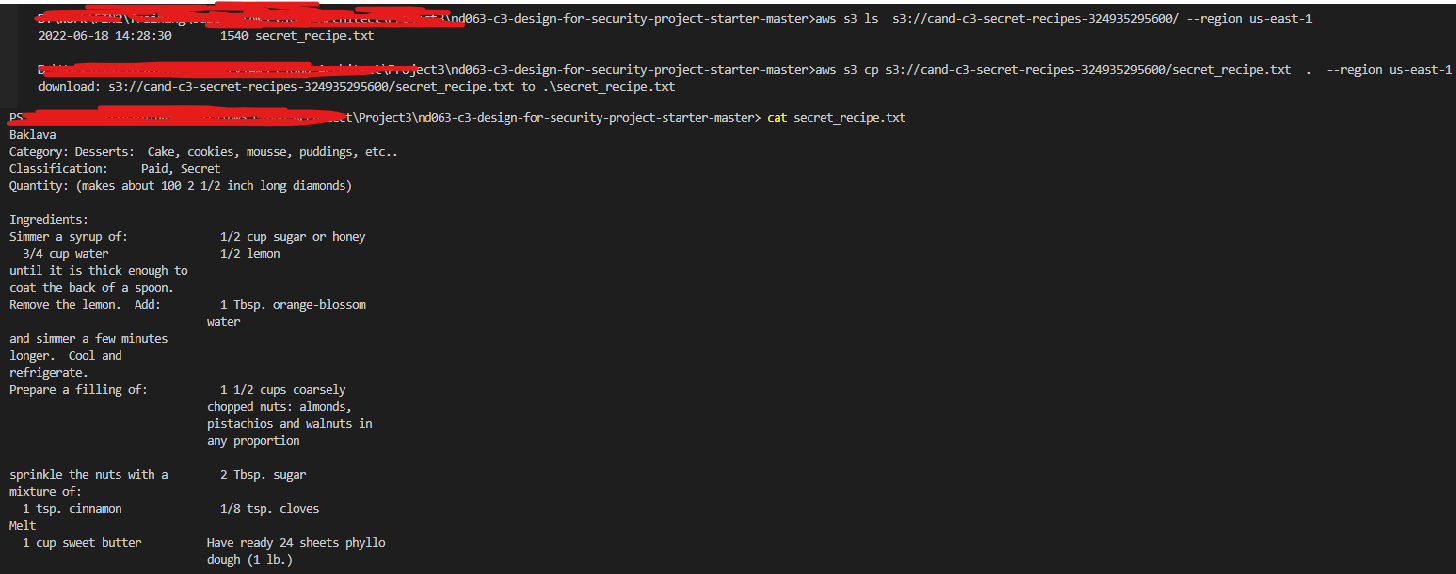 \nd063-c3-design-for-security-project-starter-master>aws s3 ls  s3://cand-c3-secret-recipes-324935295600/ --region us-east-1
2022-06-18 14:28:30       1540 secret_recipe.txt
\nd063-c3-design-for-security-project-starter-master>aws s3 cp s3://cand-c3-secret-recipes-324935295600/secret_recipe.txt  .  --region us-east-1
download: s3://cand-c3-secret-recipes-324935295600/secret_recipe.txt to .\secret_recipe.txt
PS \Project3\nd063-c3-design-for-security-project-starter-master> cat secret_recipe.txt
Baklava
Category: Desserts:  Cake, cookies, mousse, puddings, etc..
Classification:     Paid, Secret
Quantity: (makes about 100 2 1/2 inch long diamonds)
Ingredients:
Simmer a syrup of:              1/2 cup sugar or honey
  3/4 cup water                 1/2 lemon
until it is thick enough to
coat the back of a spoon.
Remove the lemon.  Add:         1 Tbsp. orange-blossom
                              water
and simmer a few minutes
longer.  Cool and
refrigerate.
Prepare a filling of:           1 1/2 cups coarsely
                              chopped nuts: almonds,
                              pistachios and walnuts in
                              any proportion
sprinkle the nuts with a        2 Tbsp. sugar
mixture of:
  1 tsp. cinnamon               1/8 tsp. cloves
Melt
  1 cup sweet butter          Have ready 24 sheets phyllo
                              dough (1 lb.)